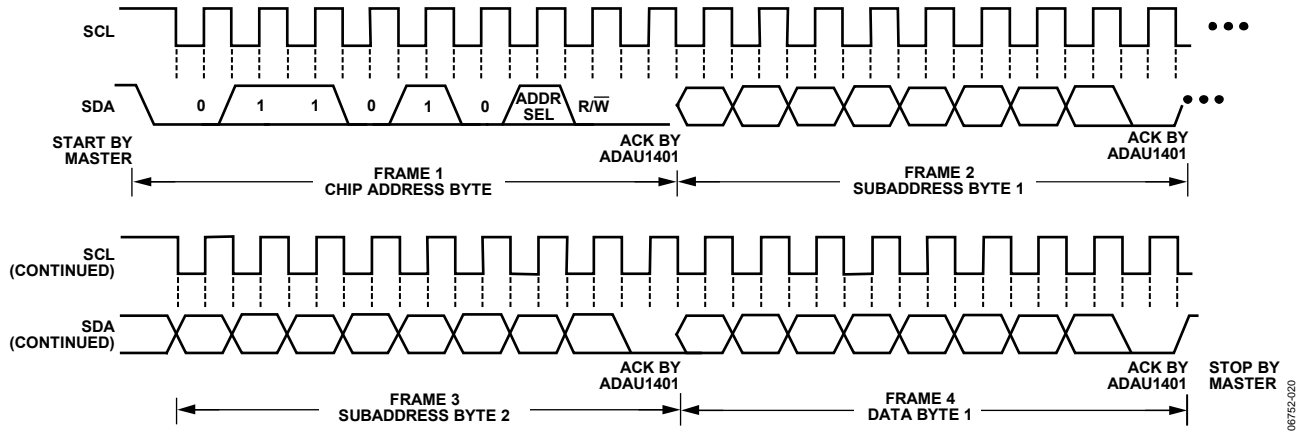 SCL
SDA
0 1 1 0 1 0 ADDR SEL R/W̅
START BY
MASTER
ACK BY
ADAU1401
ACK BY
ADAU1401
FRAME 1
CHIP ADDRESS BYTE
FRAME 2
SUBADDRESS BYTE 1
SCL
(CONTINUED)
SDA
(CONTINUED)
ACK BY
ADAU1401
ACK BY
ADAU1401
STOP BY
MASTER
FRAME 3
SUBADDRESS BYTE 2
FRAME 4
DATA BYTE 1
06752-020